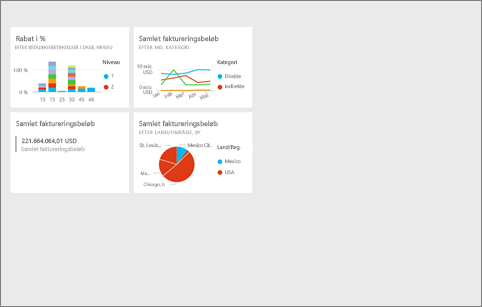 Rabat i %
EFTER BETALINGSBETINGELSER I DAGE, NIVEAU
Niveau
100 %
0 %
1
2
10 15 25 30 45 46
Samlet faktureringsbeløb
EFTER MD, KATEGORI
Kategori
10 mio.
USD
0 mio.
USD
Jan Feb Mar Apr Maj
Direkte
Indirekte
Samlet faktureringsbeløb
221.664.064,01 USD
Samlet faktureringsbeløb
Samlet faktureringsbeløb
EFTER LAND/OMRÅDE, BY
St. Louis... Mexico Cit...
Land/Reg.
Mexico
USA
Chicago, IL